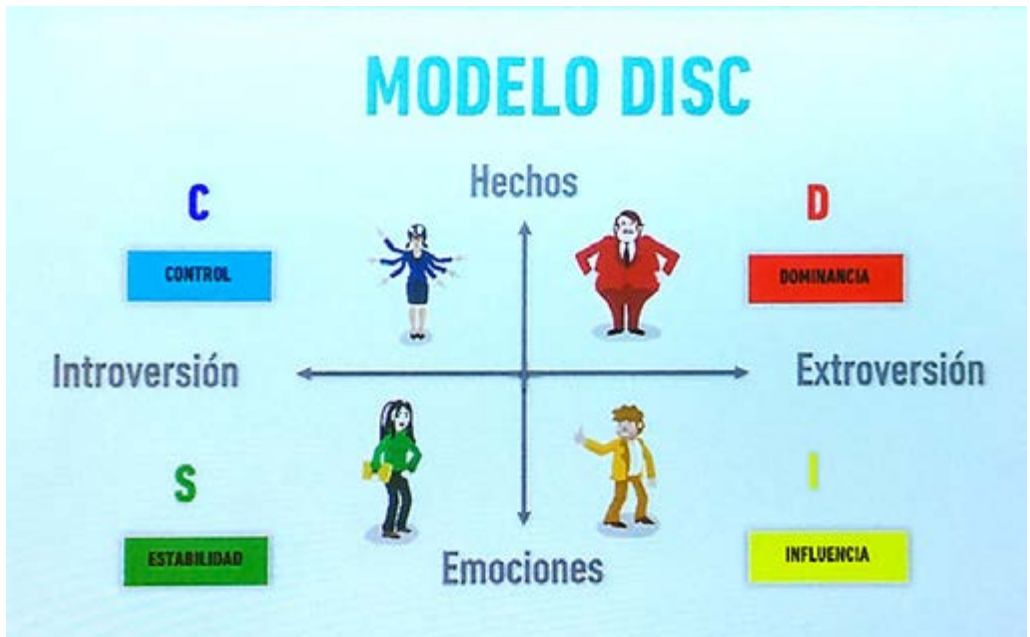 MODELO DISC
Hechos
C
D
CONTROL
DOMINANCIA
Introversión
Extroversión
S
I
ESTABILIDAD
INFLUENCIA
Emociones